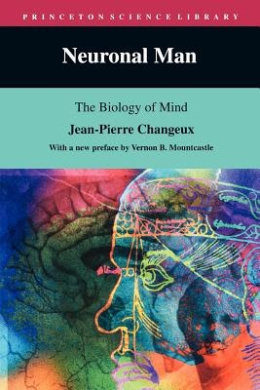 PRINCETON SCIENCE LIBRARY
Neuronal Man
The Biology of Mind
Jean-Pierre Changeux
With a new preface by Vernon B. Mountcastle